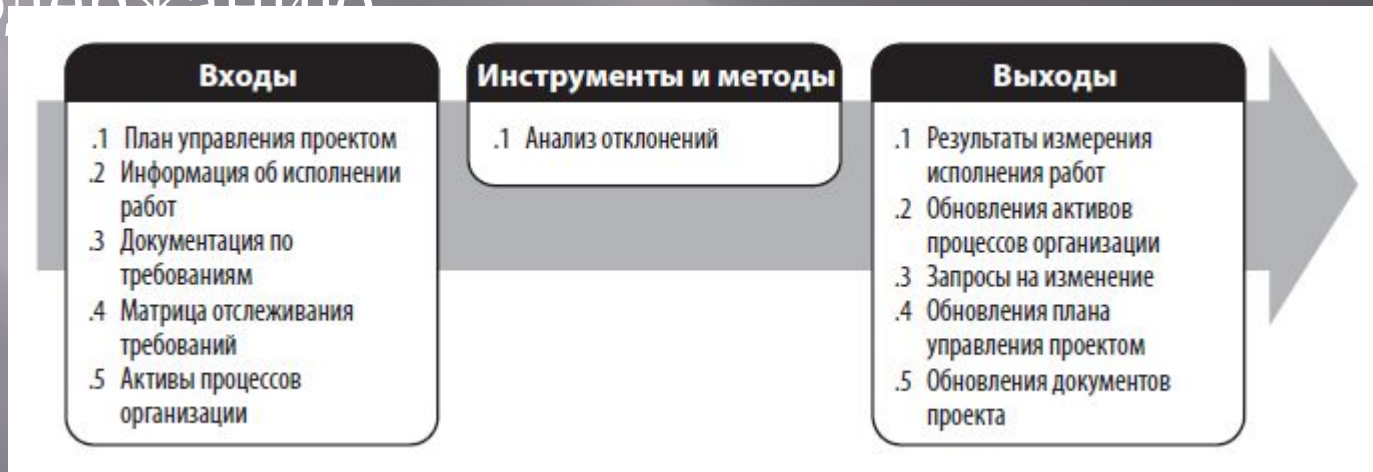 Входы
.1 План управления проектом
.2 Информация об исполнении
работ
.3 Документация по
требованиям
.4 Матрица отслеживания
требований
.5 Активы процессов
организации
Инструменты и методы
.1 Анализ отклонений
Выходы
.1 Результаты измерения
исполнения работ
.2 Обновления активов
процессов организации
.3 Запросы на изменение
.4 Обновления плана
управления проектом
.5 Обновления документов
проекта